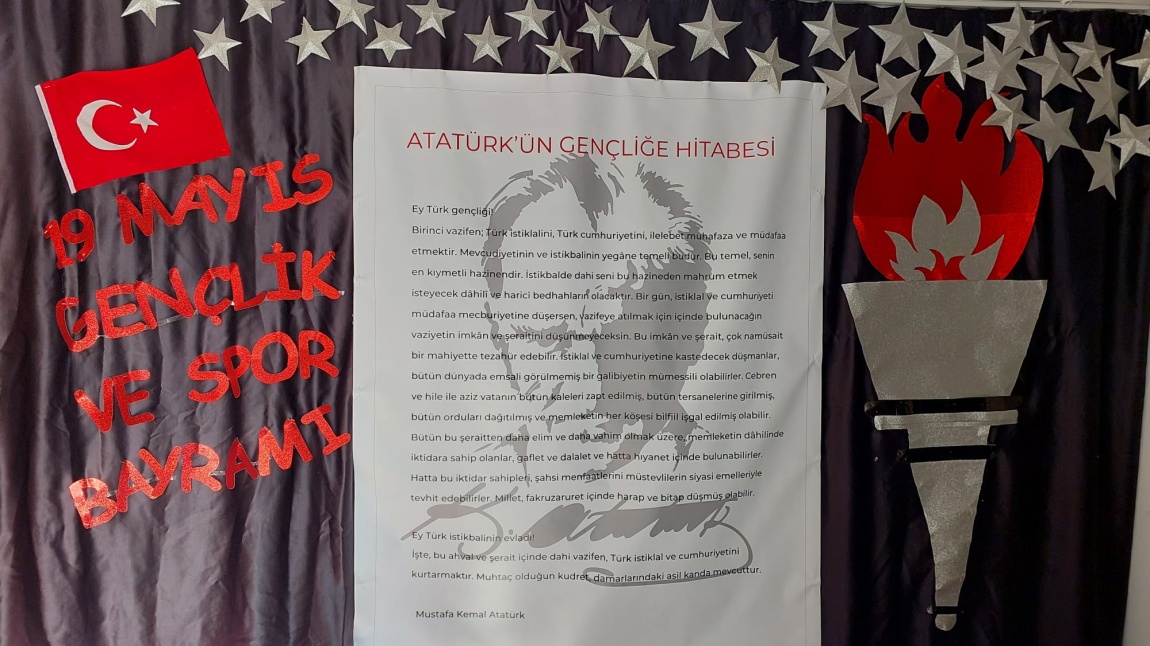 19 MAYIS
GENÇLİK
VE SPOR
BAYRAMI
ATATÜRK'ÜN GENÇLİĞE HİTABESİ
Ey Türk gençliği!
Birinci vazifen; Türk istiklalini, Türk cumhuriyetini, ilelebet muhafaza ve müdafaa
etmektir. Mevcudiyetinin ve istikbalinin yegâne temeli budur. Bu temel, senin
en kıymetli hazinendir. İstikbalde dahi seni bu hazineden mahrum etmek
isteyecek dâhilî ve harici bedhahların olacaktır. Bir gün, istiklal ve cumhuriyeti
müdafaa mecburiyetine düşersen, vazifeye atılmak için içinde bulunacağın
vaziyetin imkân ve şeraitini düşünmeyeceksin. Bu imkân ve şerait, çok namüsait
bir mahiyette tezahür edebilir. İstiklal ve cumhuriyetine kastedecek düşmanlar,
bütün dünyada emsali görülmemiş bir galibiyetin mümessili olabilirler. Cebren
ve hile ile aziz vatanın bütün kaleleri zapt edilmiş, bütün tersanelerine girilmiş,
bütün orduları dağıtılmış ve memleketin her köşesi bilfiil işgal edilmiş olabilir.
Bütün bu şeraitten daha elim ve daha vahim olmak üzere, memleketin dâhilinde
iktidara sahip olanlar, gaflet ve dalalet ve hatta hıyanet içinde bulunabilirler.
Hatta bu iktidar sahipleri, şahsi menfaatlerini müstevlilerin siyasi emelleriyle
tevhit edebilirler. Millet, fakruzaruret içinde harap ve bitap düşmüş olabilir.
K. Atatürk
Ey Türk istikbalinin evladı!
İşte, bu ahval ve şerait içinde dahi vazifen, Türk istiklal ve cumhuriyetini
kurtarmaktır. Muhtaç olduğun kudret, damarlarındaki asil kanda mevcuttur.
Mustafa Kemal Atatürk